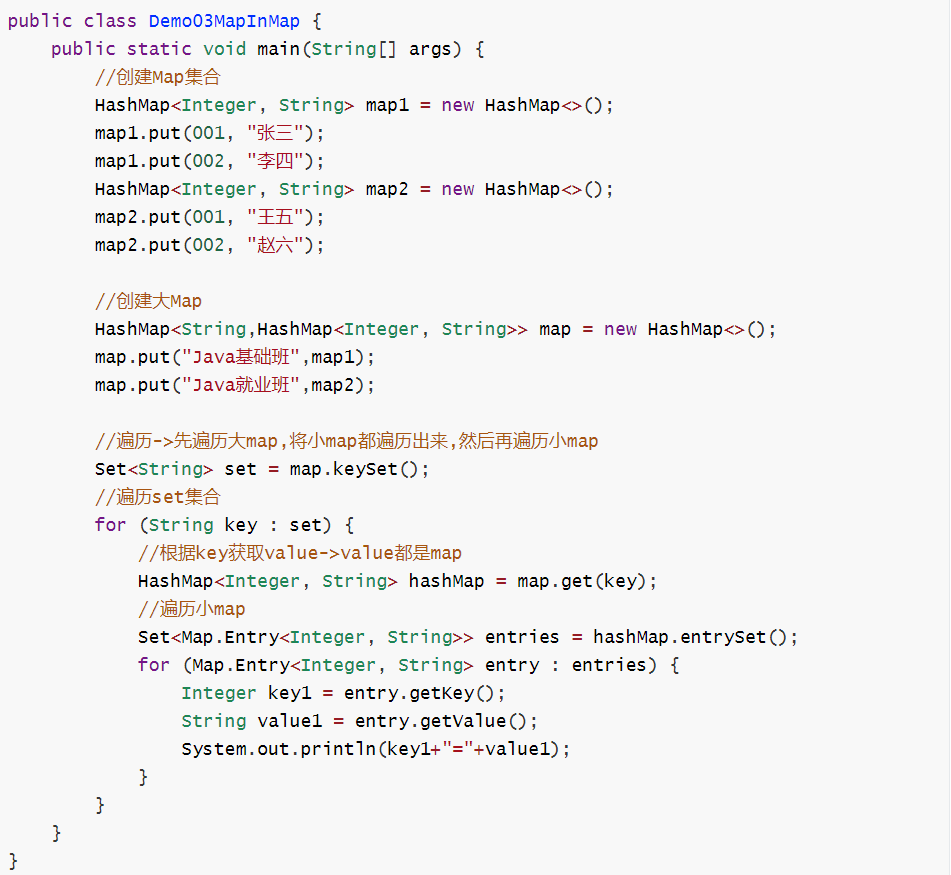 public class Demo03MapInMap {
    public static void main(String[] args) {
        //创建Map集合
        HashMap<Integer, String> map1 = new HashMap<>();
        map1.put(001, "张三");
        map1.put(002, "李四");
        HashMap<Integer, String> map2 = new HashMap<>();
        map2.put(001, "王五");
        map2.put(002, "赵六");

        //创建大Map
        HashMap<String,HashMap<Integer, String>> map = new HashMap<>();
        map.put("Java基础班",map1);
        map.put("Java就业班",map2);

        //遍历->先遍历大map,将小map都遍历出来,然后再遍历小map
        Set<String> set = map.keySet();
        //遍历set集合
        for (String key : set) {
            //根据key获取value->value都是map
            HashMap<Integer, String> hashMap = map.get(key);
            //遍历小map
            Set<Map.Entry<Integer, String>> entries = hashMap.entrySet();
            for (Map.Entry<Integer, String> entry : entries) {
                Integer key1 = entry.getKey();
                String value1 = entry.getValue();
                System.out.println(key1+"="+value1);
            }
        }
    }
}